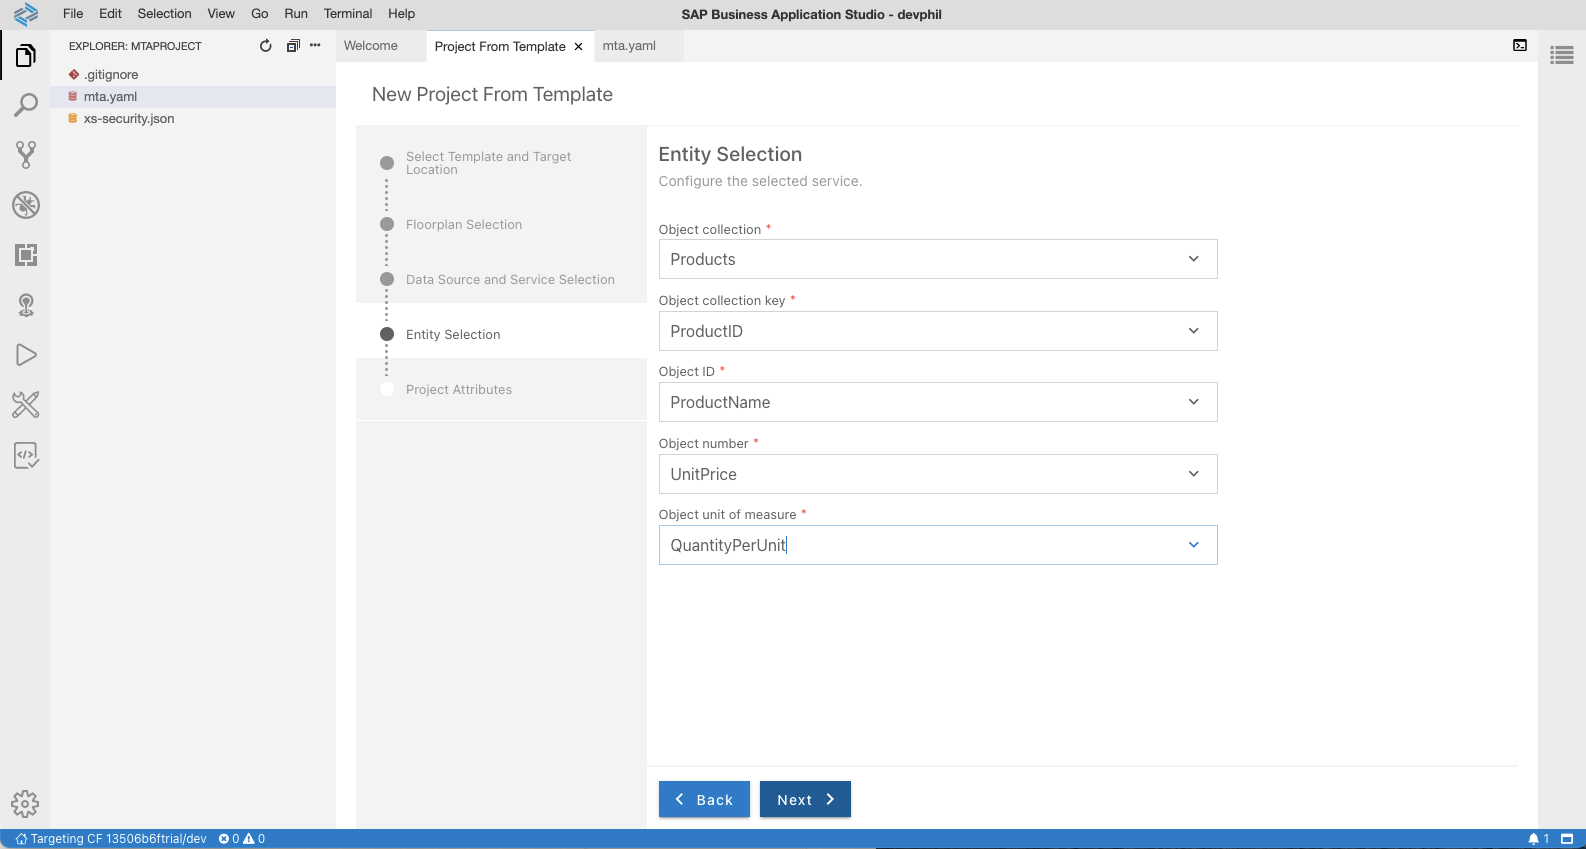 File Edit Selection View Go Run Terminal Help
SAP Business Application Studio - devphil
EXPLORER: MTAPROJECT
Welcome
Project From Template
mta.yaml
.gitignore
mta.yaml
xs-security.json
New Project From Template
Select Template and Target
Location
Floorplan Selection
Data Source and Service Selection
Entity Selection
Project Attributes
Entity Selection
Configure the selected service.
Object collection *
Products
Object collection key *
ProductID
Object ID *
ProductName
Object number *
UnitPrice
Object unit of measure *
QuantityPerUnit
Back
Next
Targeting CF 13506b6ftrial/dev 0 0
1